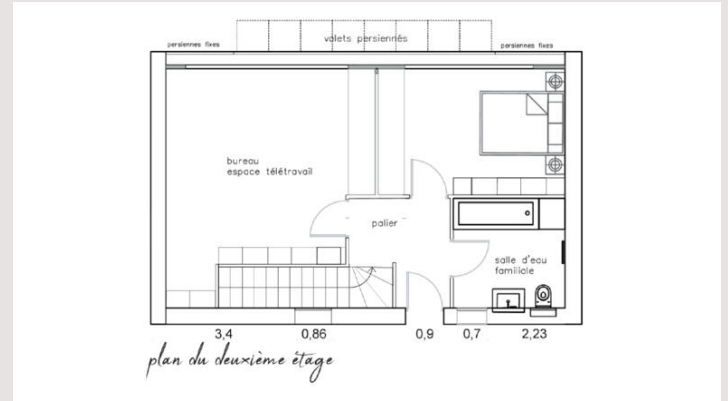 volets persiennés
persiennes fixes
persiennes fixes
bureau
espace télétravail
palier
salle d'eau
familiale
3,4 0,86 0,9 0,7 2,23
plan du deuxième étage